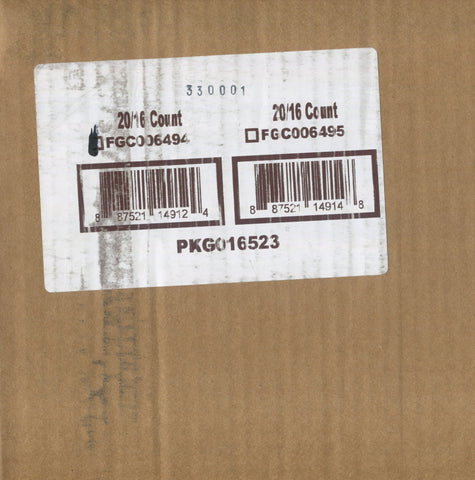 330001
20/16 Count 20/16 Count
FGC006494 FGC006495
8 87521 14912 4 8 87521 14914 8
PKG016523